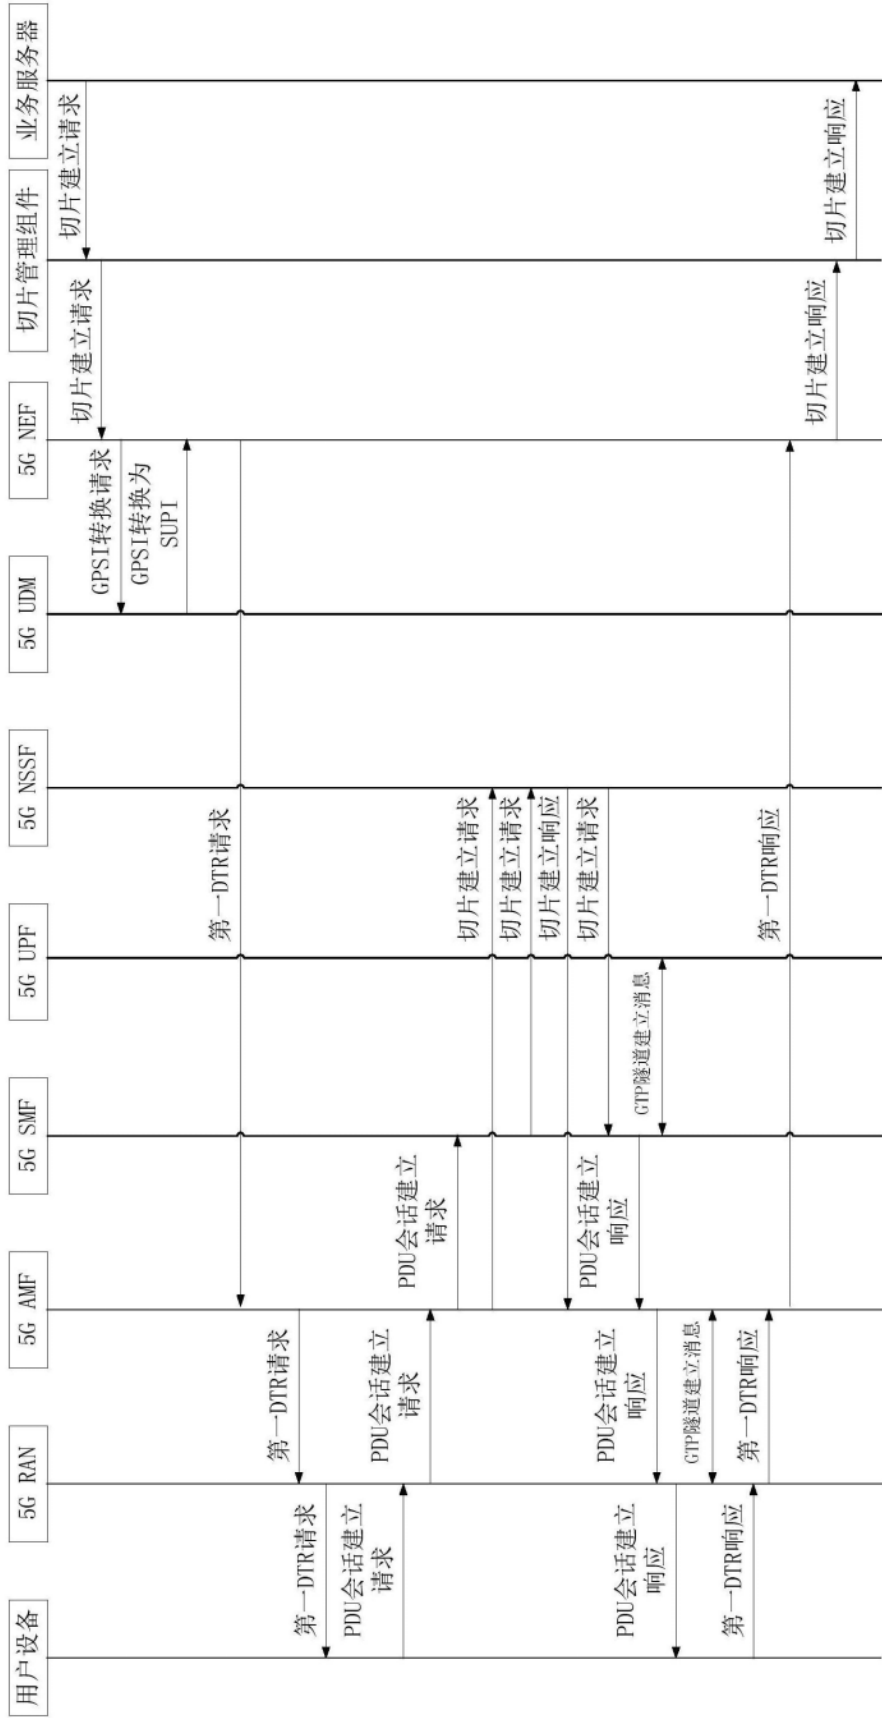 用户设备
5G RAN
5G AMF
5G SMF
5G UPF
5G NSSF
5G UDM
5G NEF
切片管理组件
业务服务器
切片建立请求
切片建立请求
GPSI转换请求
GPSI转换为
SUPI
第一DTR请求
第一DTR请求
第一DTR请求
PDU会话建立
请求
PDU会话建立
请求
PDU会话建立
请求
切片建立请求
切片建立请求
切片建立响应
切片建立请求
PDU会话建立
响应
PDU会话建立
响应
GTP隧道建立消息
PDU会话建立
响应
GTP隧道建立消息
第一DTR响应
第一DTR响应
第一DTR响应
切片建立响应
切片建立响应